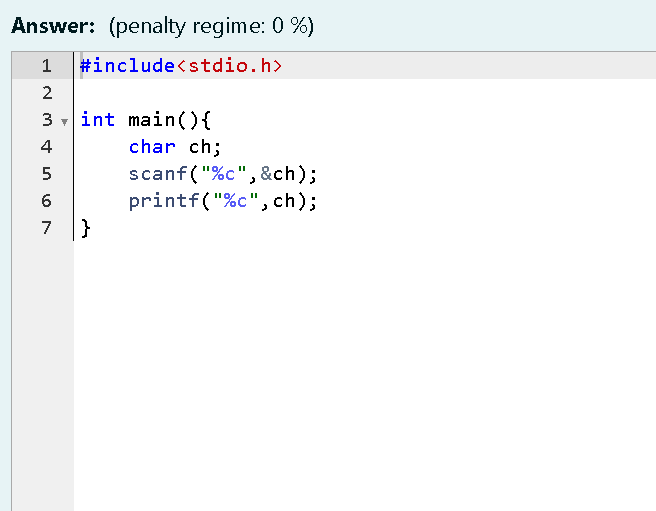 Answer: (penalty regime: 0 %)
1 #include<stdio.h>
2
3 int main(){
4     char ch;
5     scanf("%c",&ch);
6     printf("%c",ch);
7 }